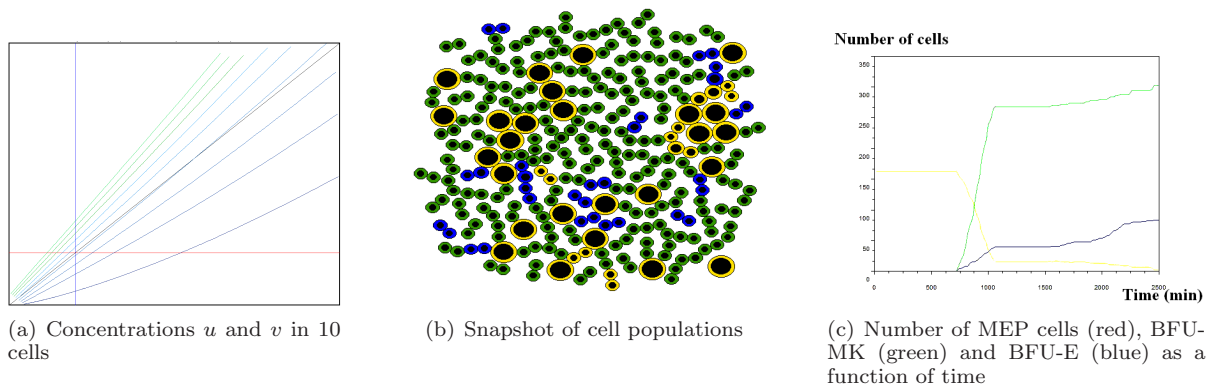 Number of cells
350
300
250
200
150
100
50
0
0 500 1000 1500 2000 2500
Time (min)
(a) Concentrations u and v in 10
cells
(b) Snapshot of cell populations
(c) Number of MEP cells (red), BFU-
MK (green) and BFU-E (blue) as a
function of time